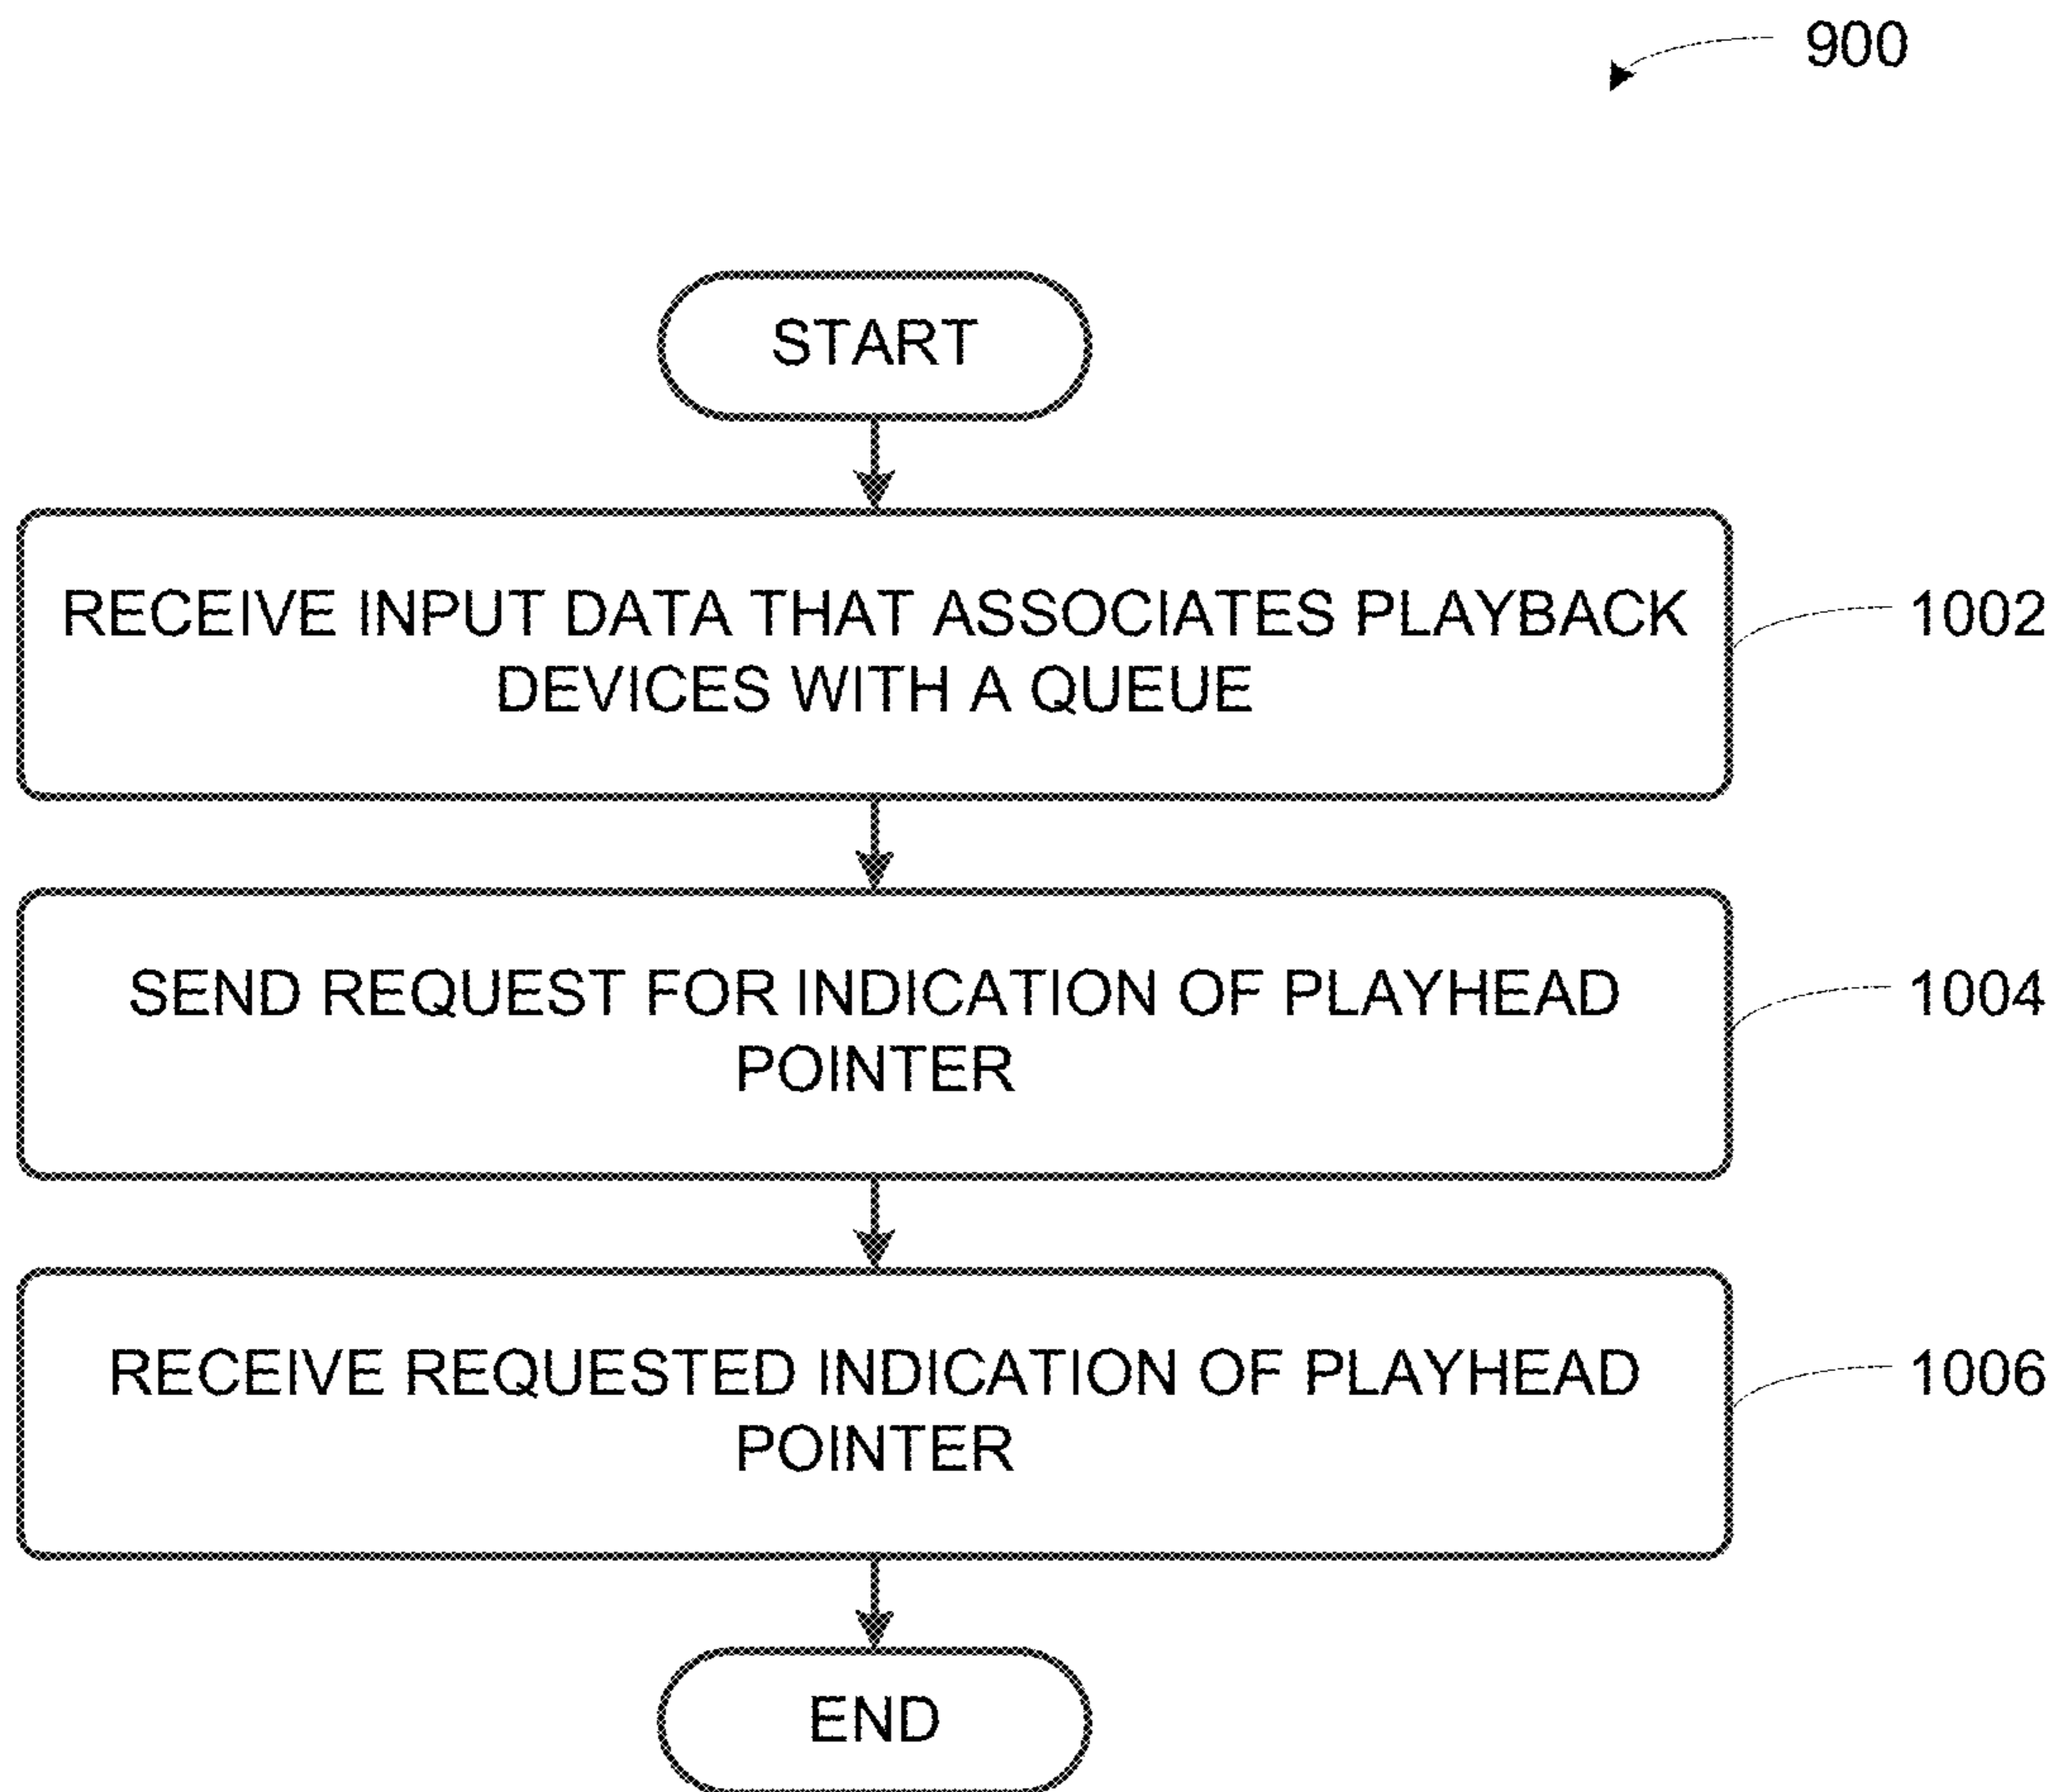 900
START
RECEIVE INPUT DATA THAT ASSOCIATES PLAYBACK
DEVICES WITH A QUEUE
1002
SEND REQUEST FOR INDICATION OF PLAYHEAD
POINTER
1004
RECEIVE REQUESTED INDICATION OF PLAYHEAD
POINTER
1006
END